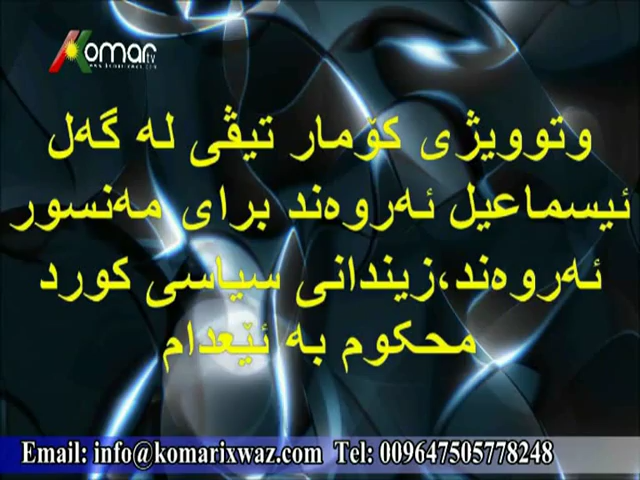 Komar tv
وتوویژی کۆمار تیڤی لە گەل
ئیسماعیل ئەروەند برای مەنسور
ئەروەند،زیندانی سیاسی کورد
محکوم بە ئێعدام
Email: info@komarixwaz.com Tel: 009647505778248